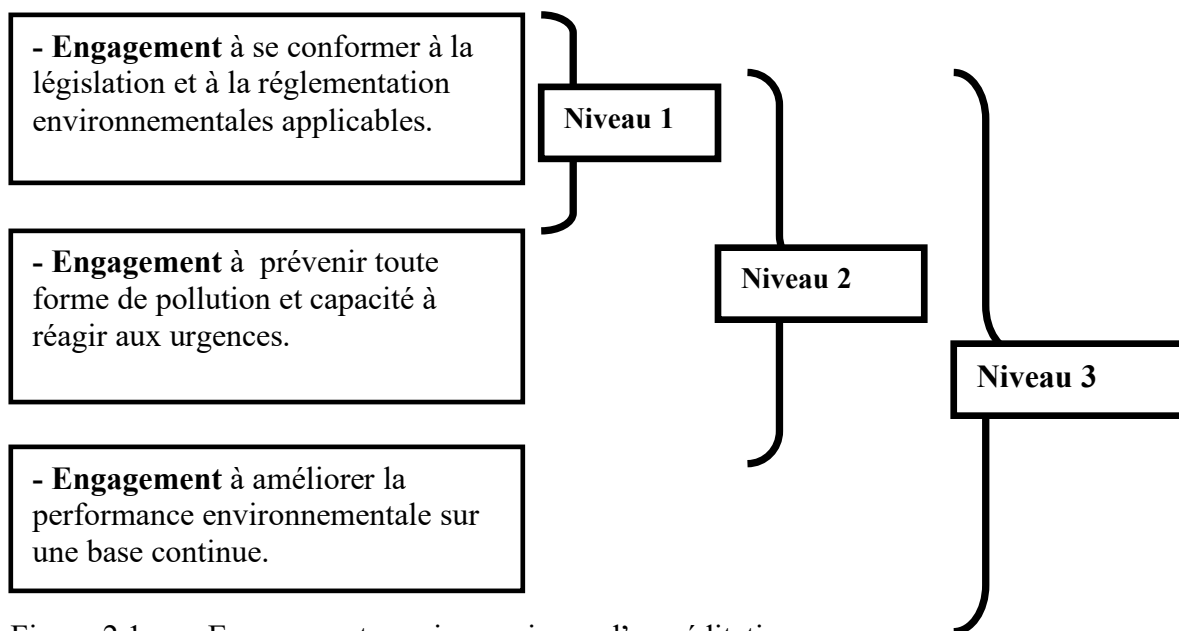 - Engagement à se conformer à la
législation et à la réglementation
environnementales applicables.
Niveau 1
- Engagement à prévenir toute
forme de pollution et capacité à
réagir aux urgences.
Niveau 2
- Engagement à améliorer la
performance environnementale sur
une base continue.
Niveau 3